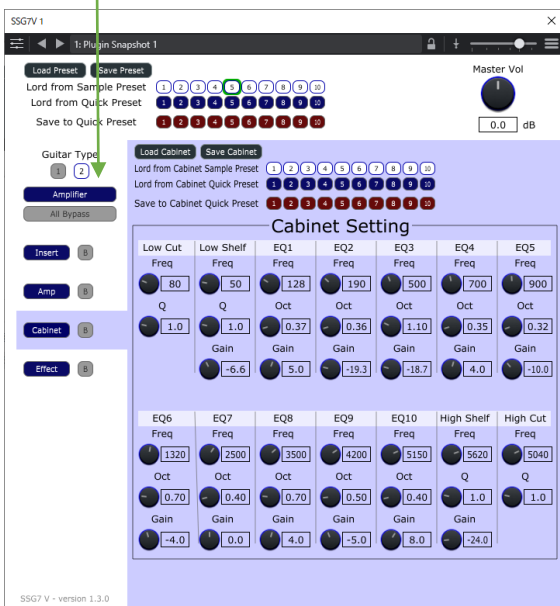 SSG7V 1
1: Plugin Snapshot 1
Load Preset Save Preset
Master Vol
Lord from Sample Preset 1 2 3 4 5 6 7 8 9 10
Lord from Quick Preset 1 2 3 4 5 6 7 8 9 10
Save to Quick Preset 1 2 3 4 5 6 7 8 9 10
0.0 dB
Guitar Type
1 2
Amplifier
All Bypass
Insert B
Amp B
Cabinet B
Effect B
Load Cabinet Save Cabinet
Lord from Cabinet Sample Preset 1 2 3 4 5 6 7 8 9 10
Lord from Cabinet Quick Preset 1 2 3 4 5 6 7 8 9 10
Save to Cabinet Quick Preset 1 2 3 4 5 6 7 8 9 10
Cabinet Setting
Low Cut Low Shelf EQ1 EQ2 EQ3 EQ4 EQ5
Freq Freq Freq Freq Freq Freq Freq
80 50 128 190 500 700 900
Q Q Oct Oct Oct Oct Oct
1.0 1.0 0.37 0.36 1.10 0.35 0.32
Gain Gain Gain Gain Gain Gain
-6.6 5.0 -19.3 -18.7 4.0 -10.0
EQ6 EQ7 EQ8 EQ9 EQ10 High Shelf High Cut
Freq Freq Freq Freq Freq Freq Freq
1320 2500 3500 4200 5150 5620 5040
Oct Oct Oct Oct Oct Q Q
0.70 0.40 0.70 0.50 0.40 1.0 1.0
Gain Gain Gain Gain Gain Gain
-4.0 0.0 4.0 -5.0 8.0 -24.0
SSG7 V - version 1.3.0